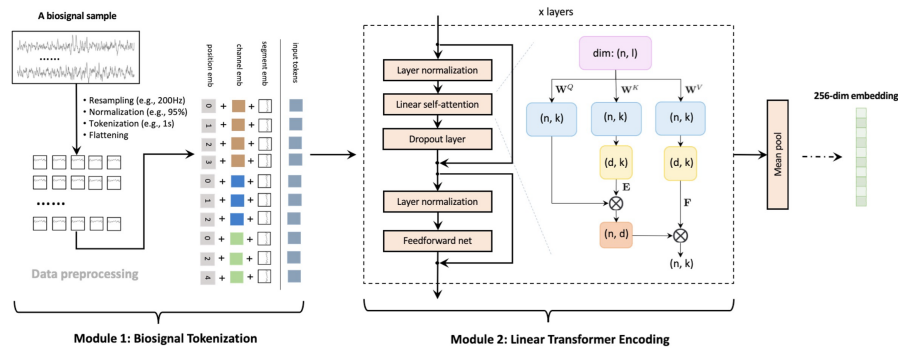 A biosignal sample
......
• Resampling (e.g., 200Hz)
• Normalization (e.g., 95%)
• Tokenization (e.g., 1s)
• Flattening
......
Data preprocessing
position emb
channel emb
segment emb
input tokens
0 + +
1 + +
2 + +
3 + +
0 + +
1 + +
2 + +
0 + +
2 + +
4 + +
Module 1: Biosignal Tokenization
x layers
Layer normalization
Linear self-attention
Dropout layer
Layer normalization
Feedforward net
dim: (n, l)
W^Q W^K W^V
(n, k) (n, k) (n, k)
(d, k) (d, k)
E
F
(n, d)
(n, k)
Module 2: Linear Transformer Encoding
Mean pool
256-dim embedding